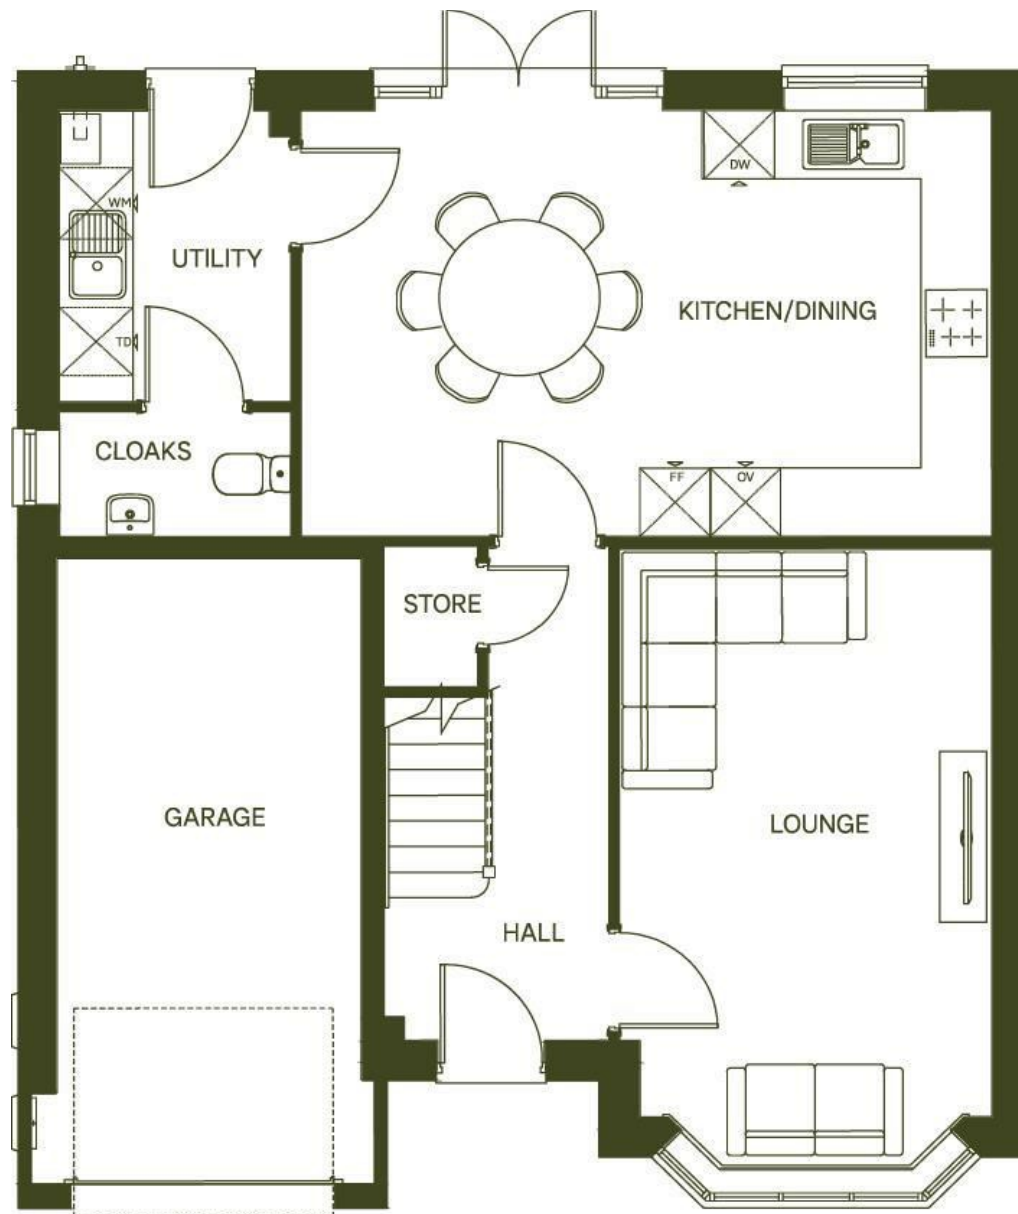 DW
WM
UTILITY
KITCHEN/DINING
TD
CLOAKS
FF
OV
STORE
GARAGE
LOUNGE
HALL